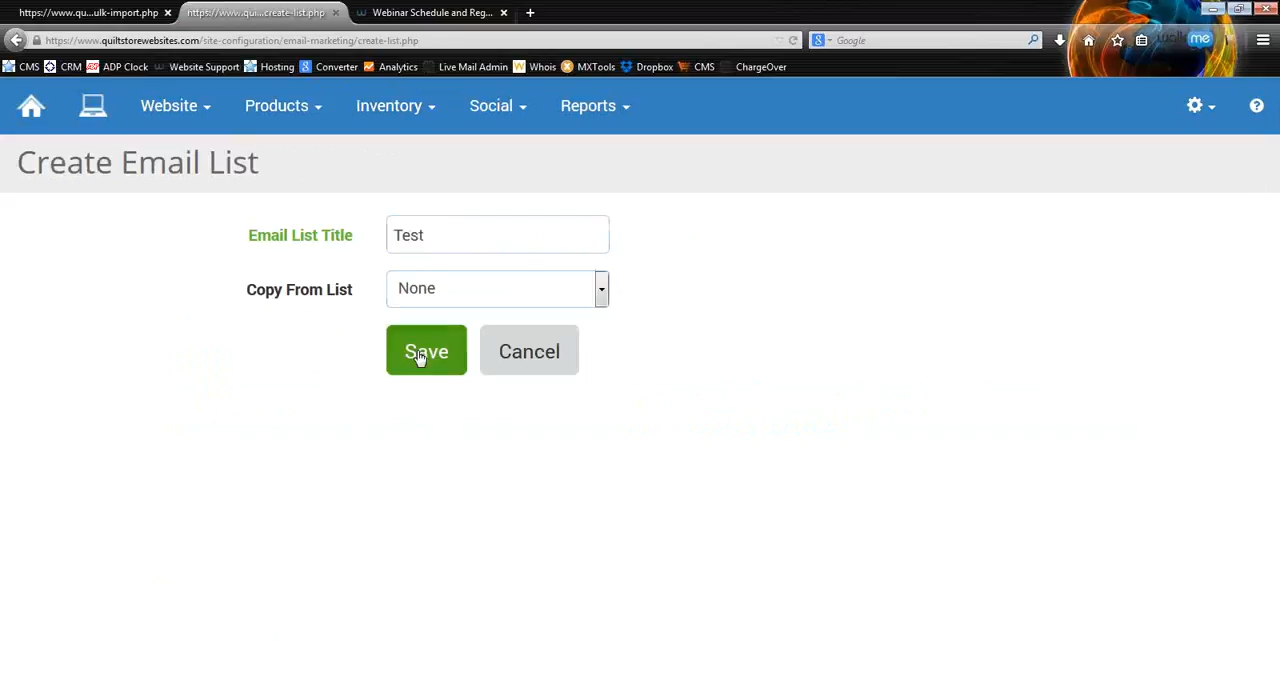 https://www.qu...ulk-import.php
https://www.qui...create-list.php
Webinar Schedule and Reg...
https://www.quiltstorewebsites.com/site-configuration/email-marketing/create-list.php
Google
walk me
CMS CRM ADP Clock Website Support Hosting Converter Analytics Live Mail Admin Whois MXTools Dropbox CMS ChargeOver
Website Products Inventory Social Reports
Create Email List
Email List Title Test
Copy From List None
Save Cancel